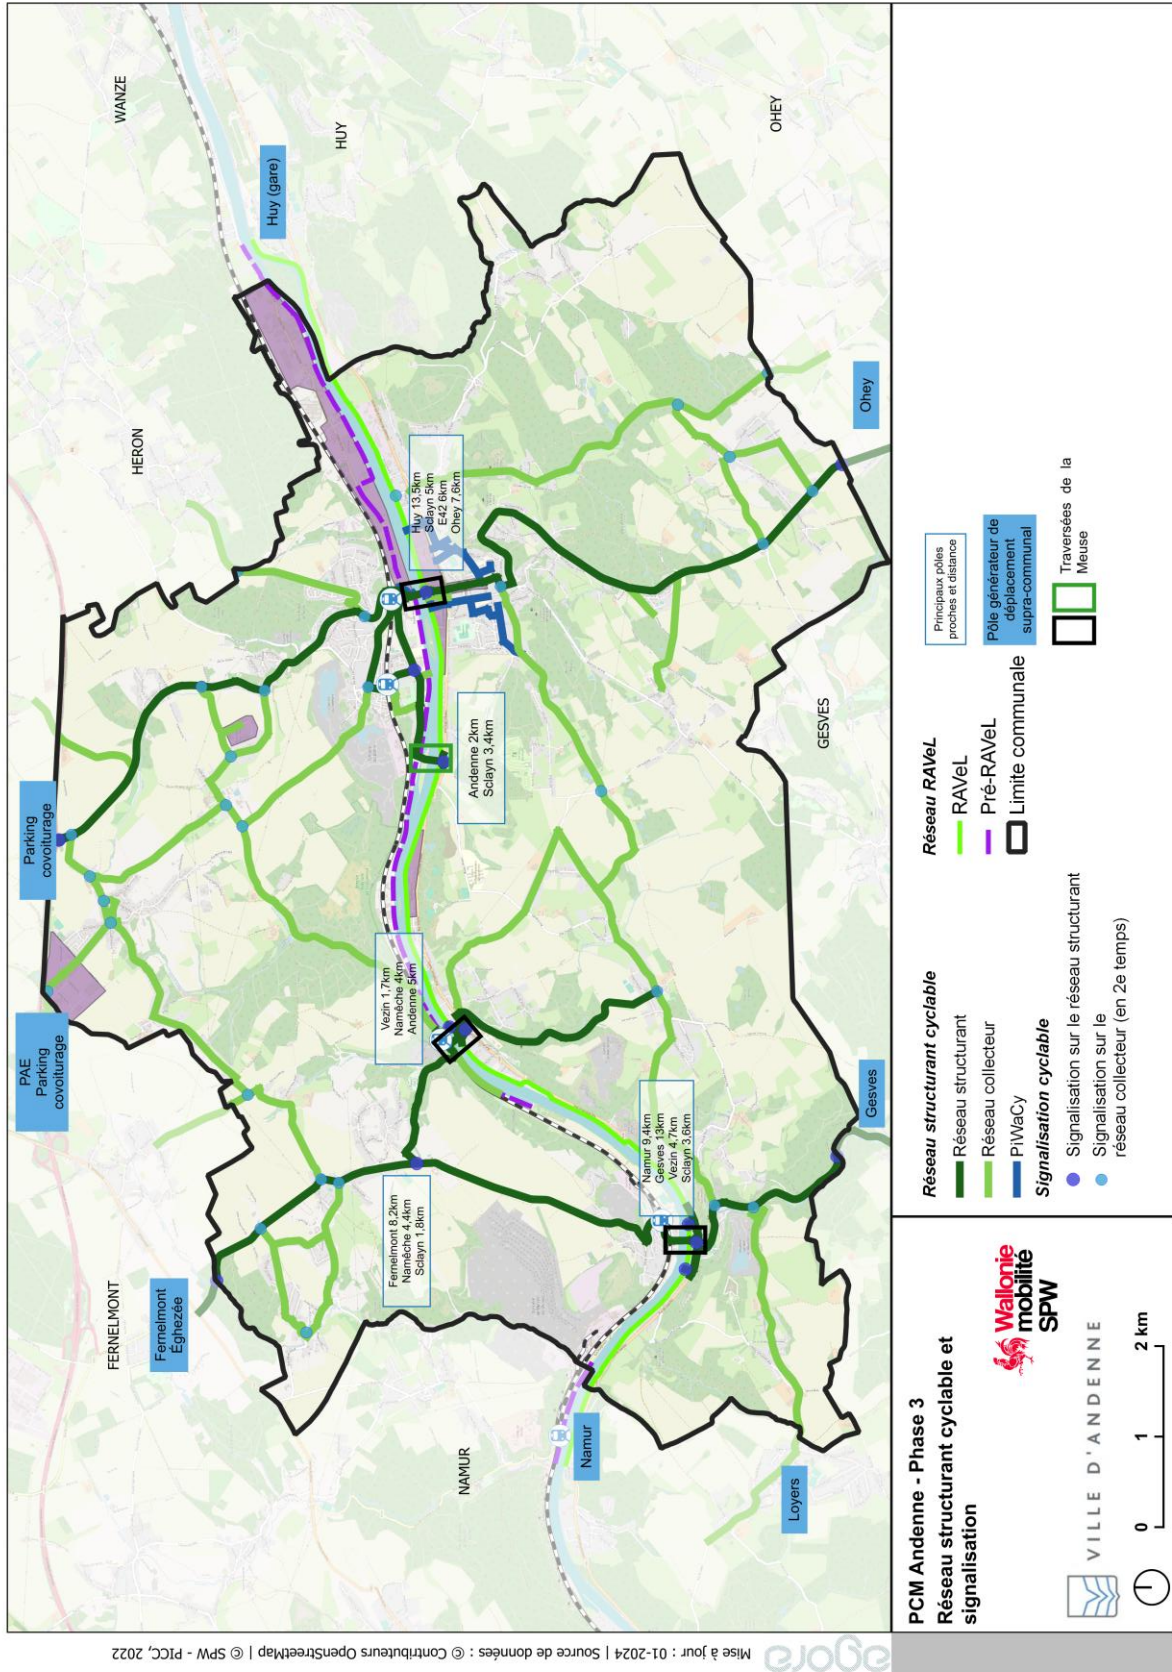 WANZE
HUY
OHEY
Huy (gare)
HERON
Huy 13,5km
Sclayn 5km
E42 6km
Ohey 7,6km
Ohey
Parking
covoiturage
Andenne 2km
Sclayn 3,4km
GESVES
PAE
Parking
covoiturage
Vezin 1,7km
Namêche 4km
Andenne 5km
Fernelmont 8,2km
Namêche 4,4km
Sclayn 1,8km
Namur 9,4km
Gesves 13km
Vezin 4,7km
Sclayn 3,6km
Gesves
FERNELMONT
Fernelmont
Éghezée
NAMUR
Namur
Loyers
PCM Andenne - Phase 3
Réseau structurant cyclable et
signalisation
Wallonie
mobilité
SPW
VILLE D'ANDENNE
0 1 2 km
Réseau structurant cyclable
Réseau structurant
Réseau collecteur
PiWaCy
Signalisation cyclable
Signalisation sur le réseau structurant
Signalisation sur le
réseau collecteur (en 2e temps)
Réseau RAVeL
RAVeL
Pré-RAVeL
Limite communale
Principaux pôles
proches et distance
Pôle générateur de
déplacement
supra-communal
Traversées de la
Meuse
Mise à jour : 01-2024 | Source de données : © Contributeurs OpenStreetMap | © SPW - PICC, 2022
agora